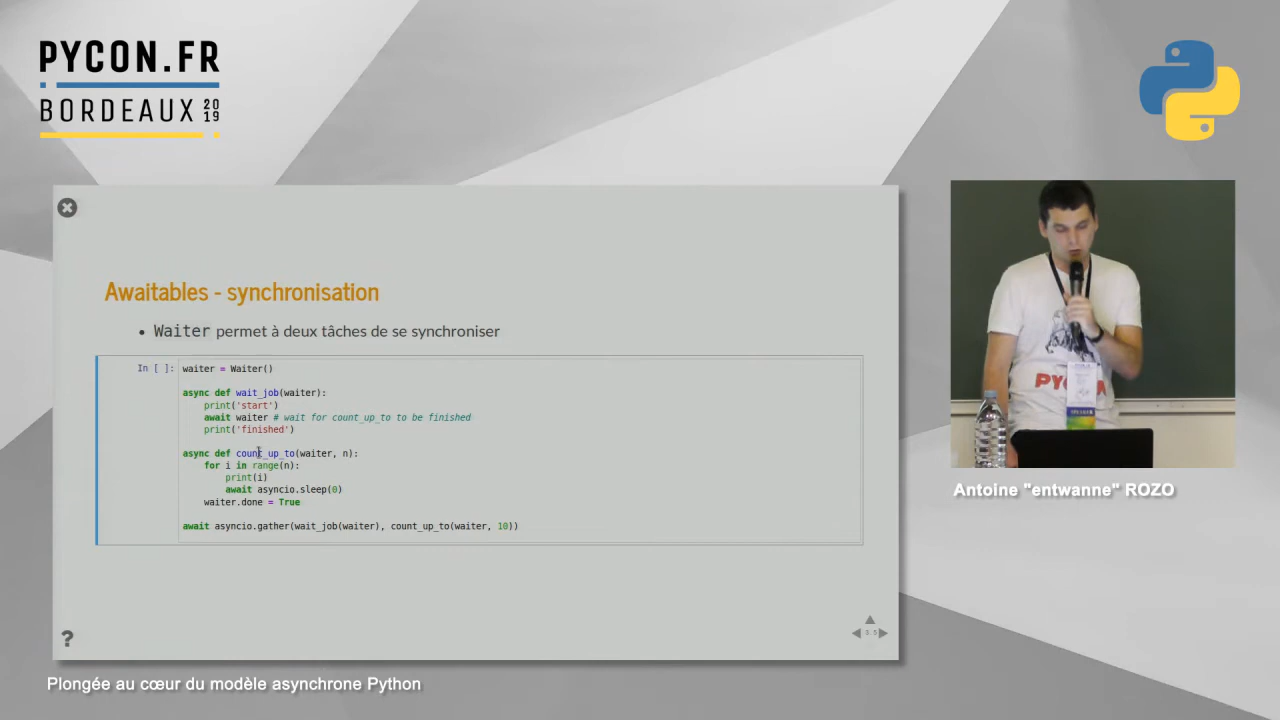 PYCON.FR
BORDEAUX 2019
Awaitables - synchronisation
• Waiter permet à deux tâches de se synchroniser
In [ ]: waiter = Waiter()
async def wait_job(waiter):
print('start')
await waiter # wait for count_up_to to be finished
print('finished')
async def count_up_to(waiter, n):
for i in range(n):
print(i)
await asyncio.sleep(0)
waiter.done = True
await asyncio.gather(wait_job(waiter), count_up_to(waiter, 10))
?
3.5
Antoine "entwanne" ROZO
Plongée au cœur du modèle asynchrone Python